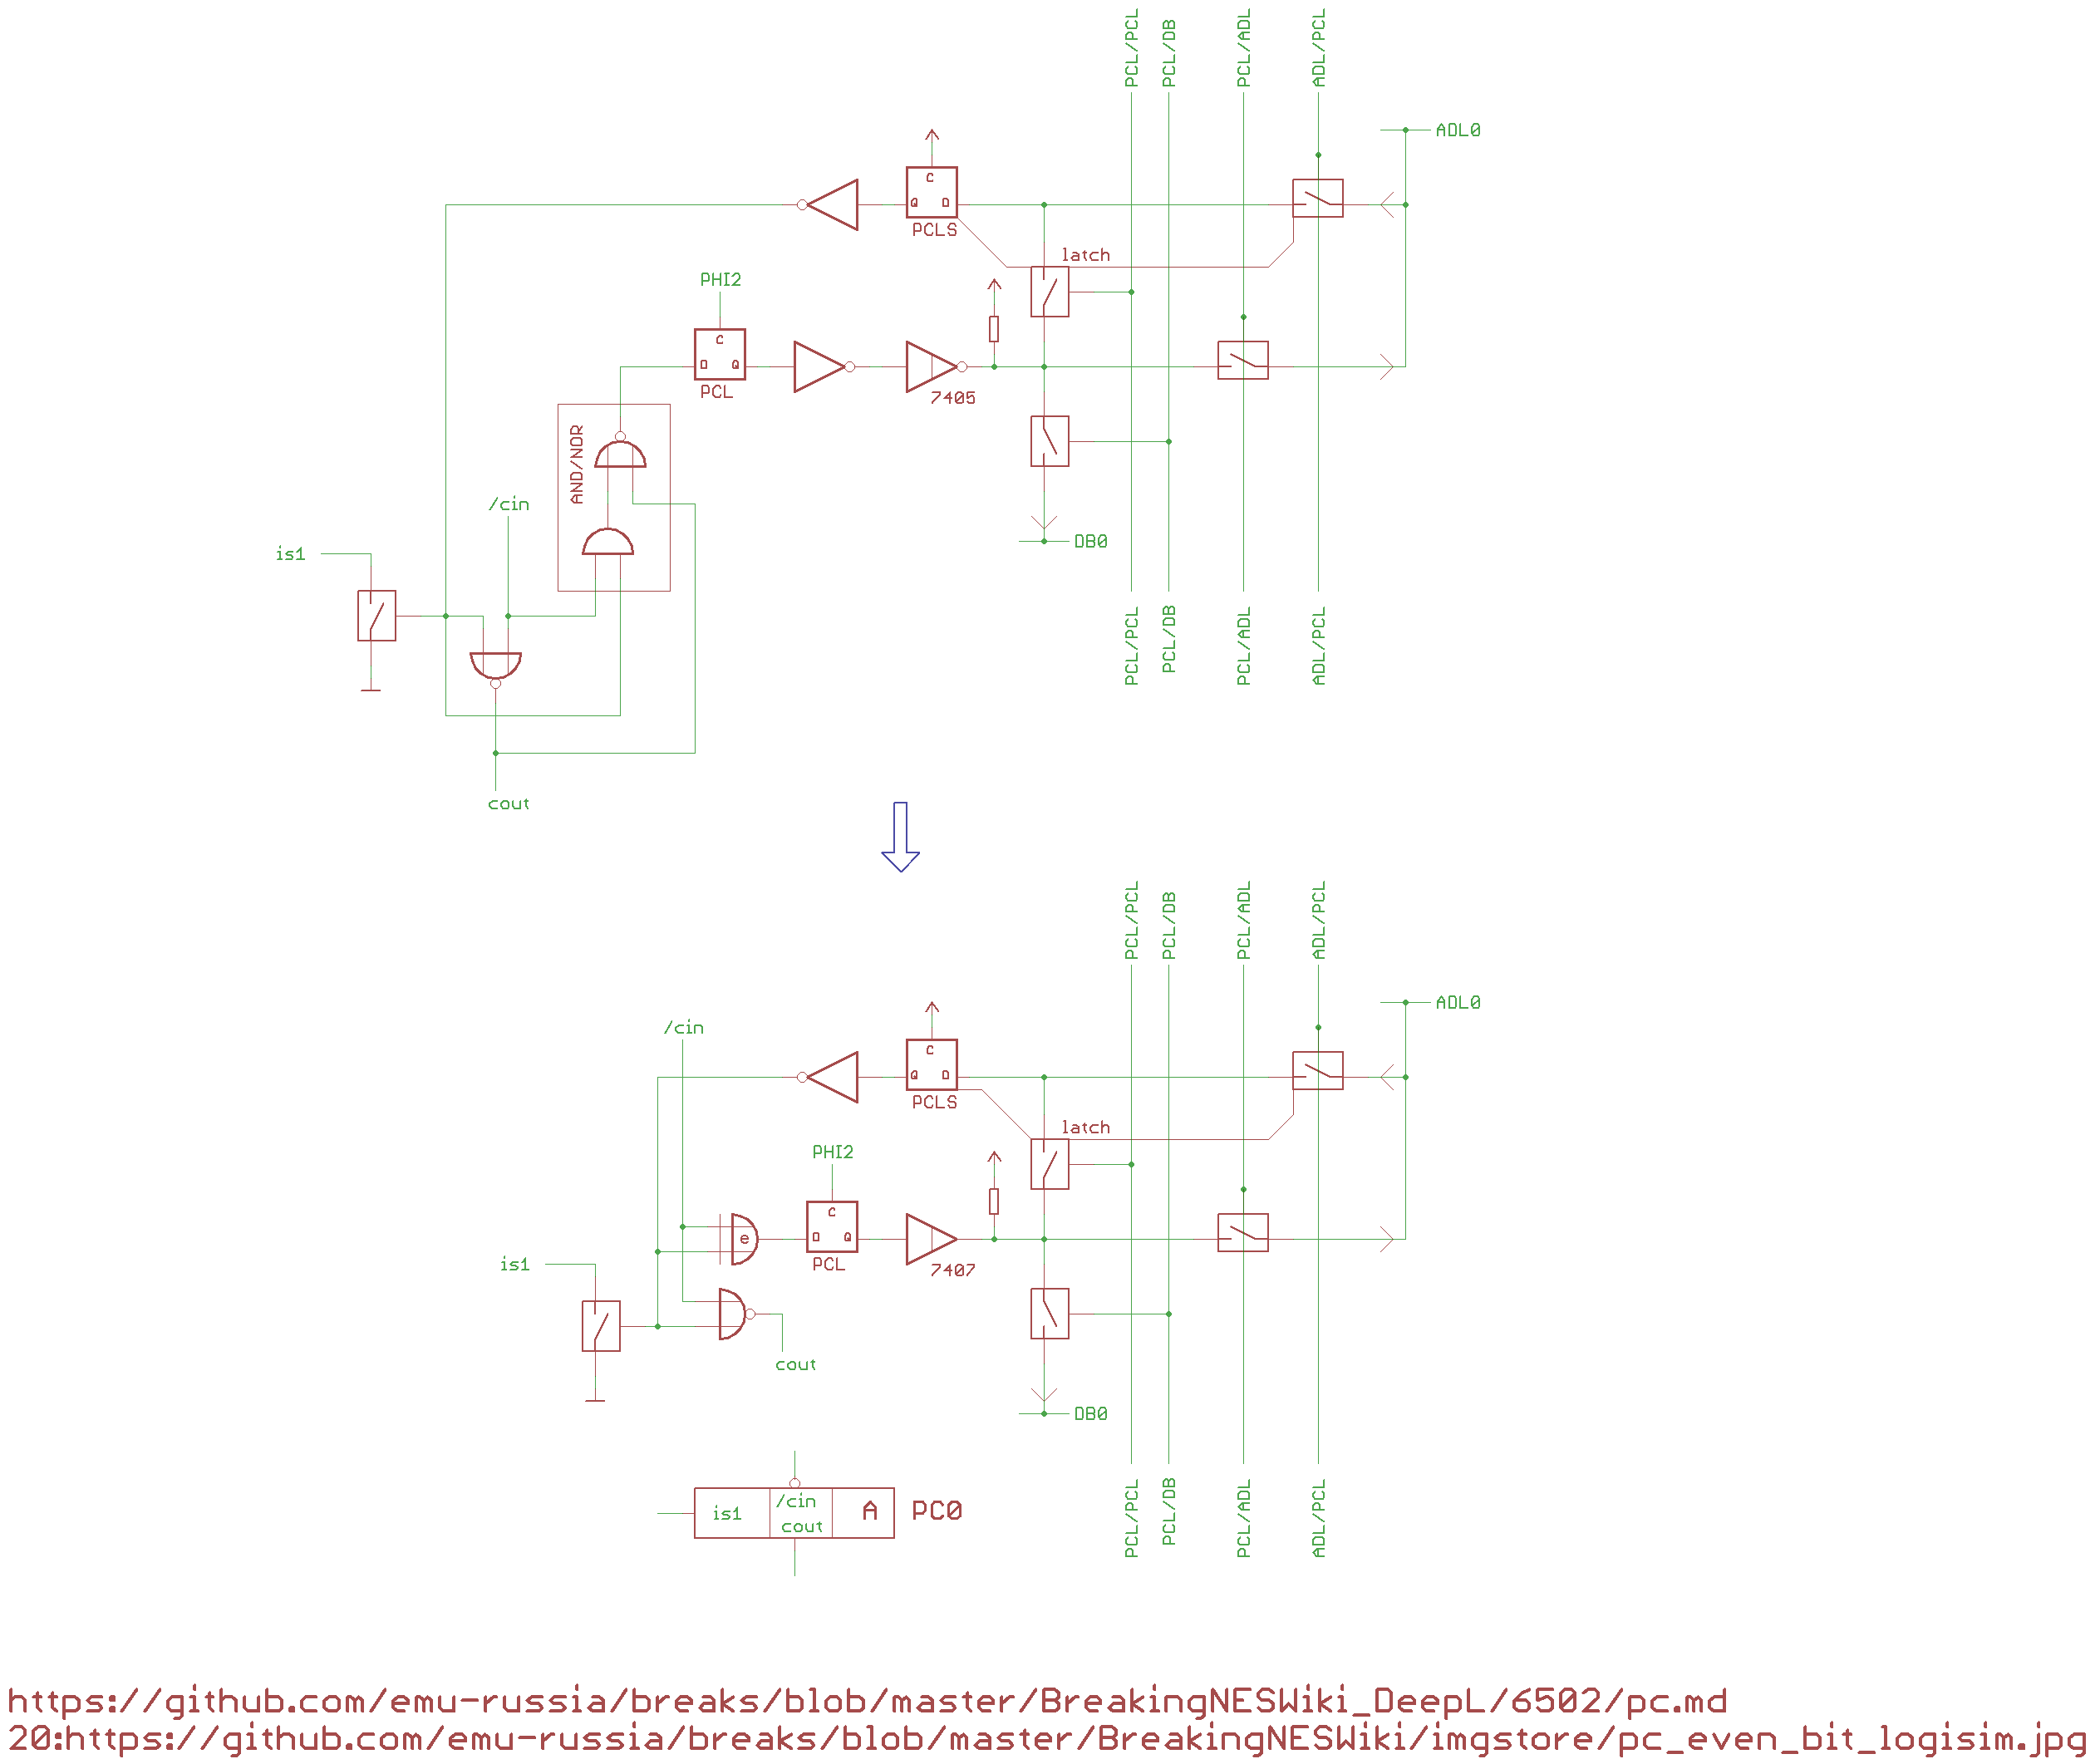 PCL/PCL
PCL/DB
PCL/ADL
ADL/PCL
ADL0
C
Q D
PCLS
latch
PHI2
C
D Q
PCL
7405
AND/NOR
/cin
is1
DB0
PCL/PCL
PCL/DB
PCL/ADL
ADL/PCL
cout
PCL/PCL
PCL/DB
PCL/ADL
ADL/PCL
ADL0
/cin
C
Q D
PCLS
latch
PHI2
C
D Q
e
PCL
7407
is1
cout
DB0
PCL/PCL
PCL/DB
PCL/ADL
ADL/PCL
is1 /cin A PC0
cout
https://github.com/emu-russia/breaks/blob/master/BreakingNESWiki_DeepL/6502/pc.md
20:https://github.com/emu-russia/breaks/blob/master/BreakingNESWiki/imgstore/pc_even_bit_logisim.jpg